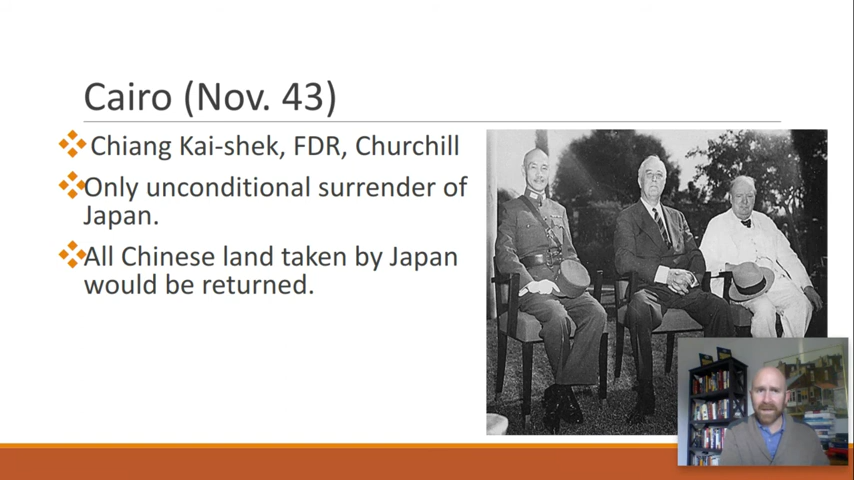 Cairo (Nov. 43)
Chiang Kai-shek, FDR, Churchill
Only unconditional surrender of
Japan.
All Chinese land taken by Japan
would be returned.